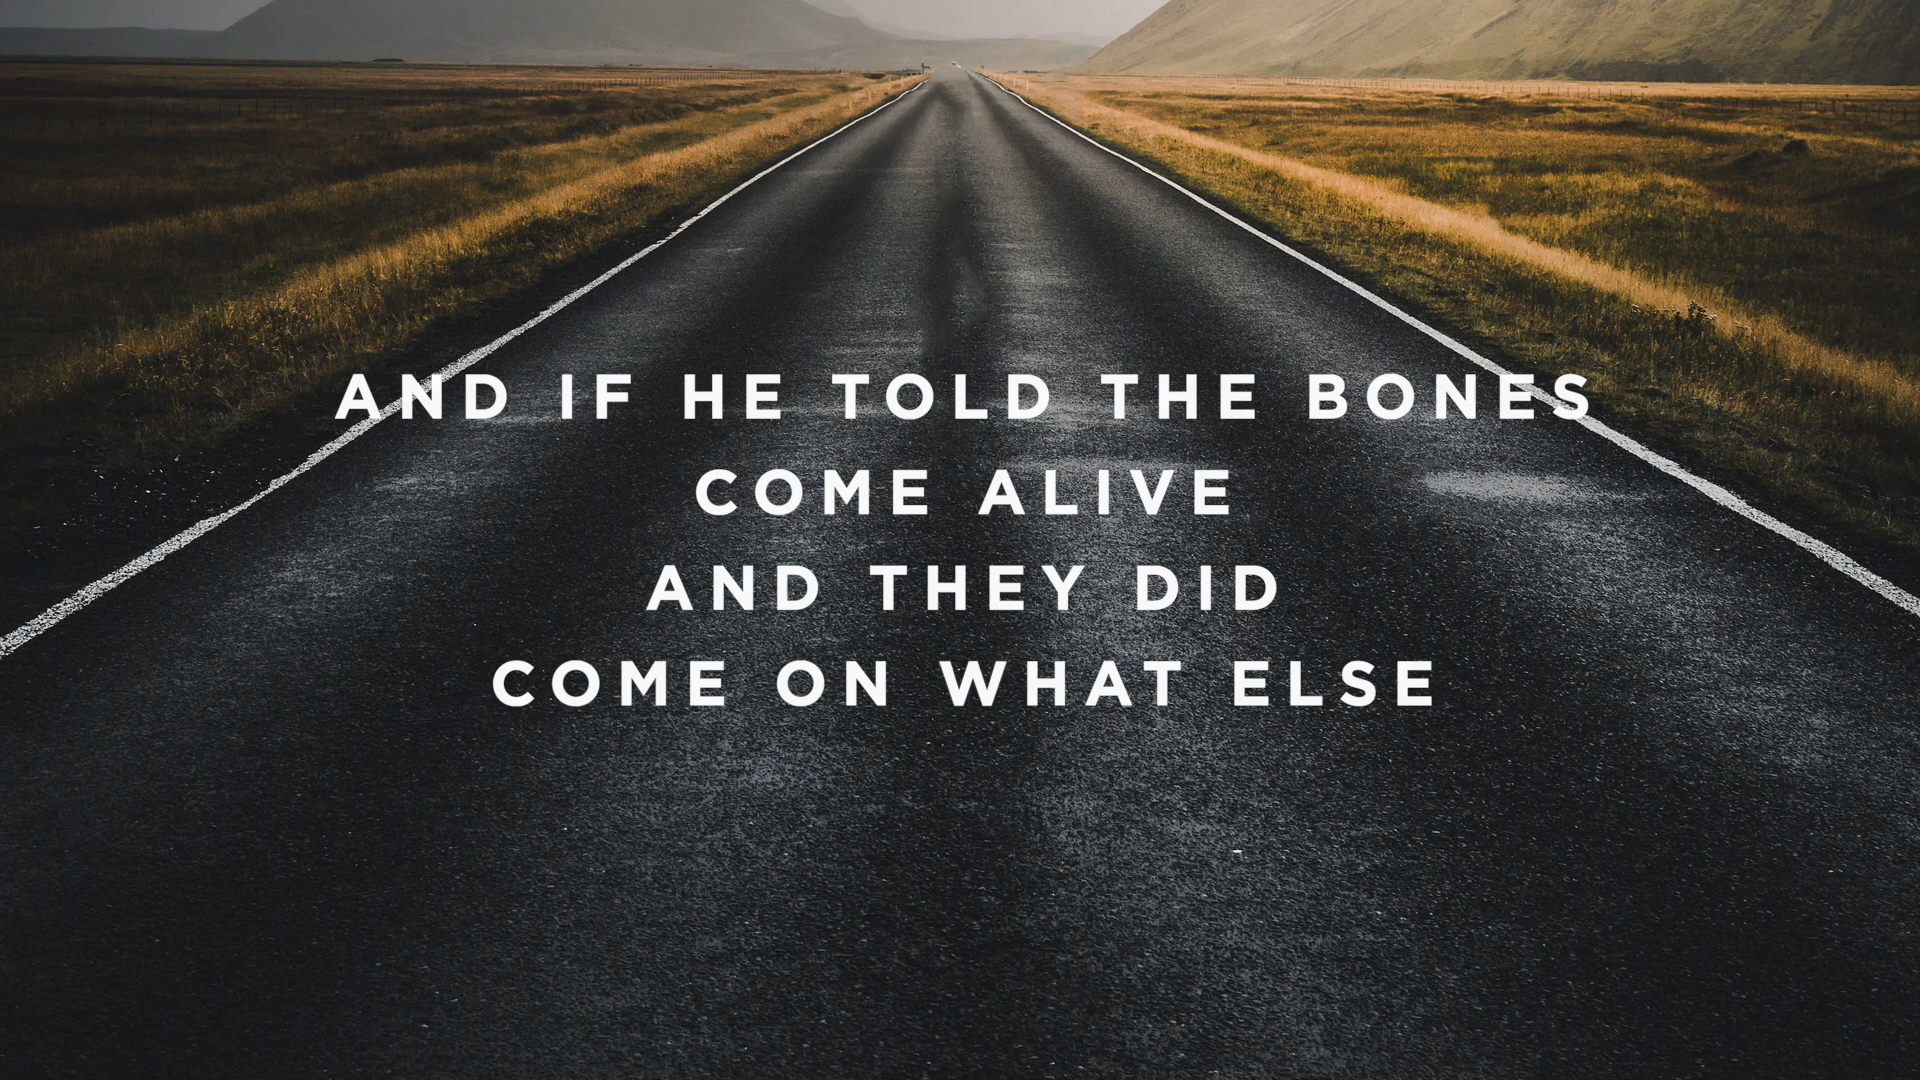 AND IF HE TOLD THE BONES
COME ALIVE
AND THEY DID
COME ON WHAT ELSE